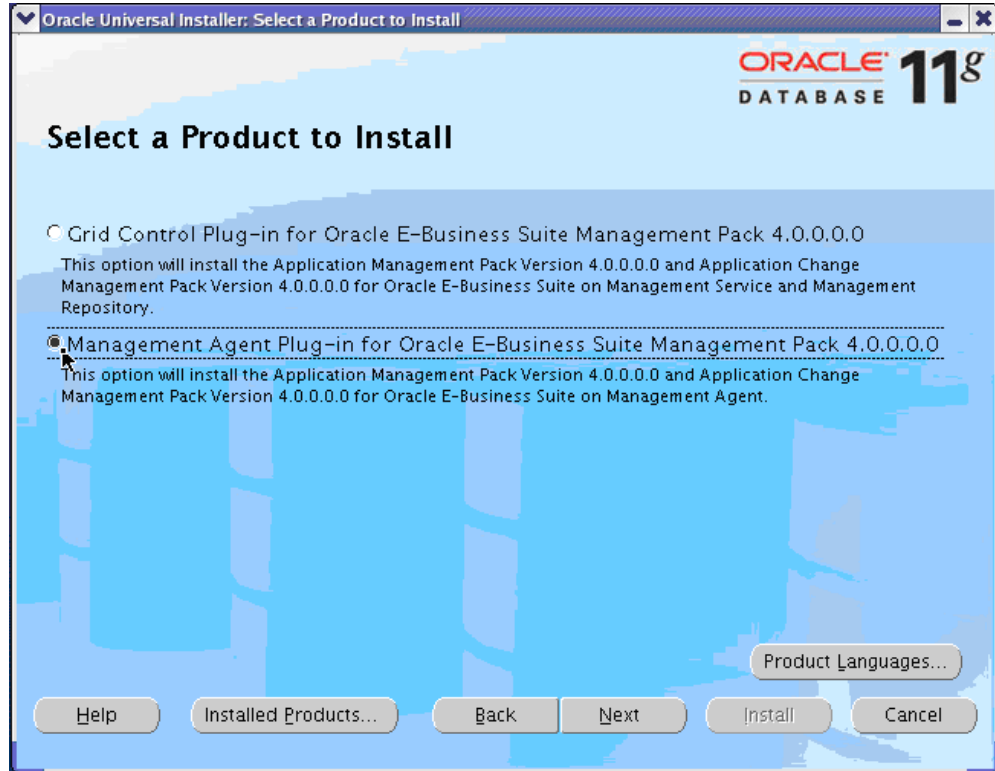 Oracle Universal Installer: Select a Product to Install
ORACLE 11g
DATABASE
Select a Product to Install
Grid Control Plug-in for Oracle E-Business Suite Management Pack 4.0.0.0.0
This option will install the Application Management Pack Version 4.0.0.0.0 and Application Change
Management Pack Version 4.0.0.0.0 for Oracle E-Business Suite on Management Service and Management
Repository.
Management Agent Plug-in for Oracle E-Business Suite Management Pack 4.0.0.0.0
This option will install the Application Management Pack Version 4.0.0.0.0 and Application Change
Management Pack Version 4.0.0.0.0 for Oracle E-Business Suite on Management Agent.
Product Languages...
Help Installed Products... Back Next Install Cancel